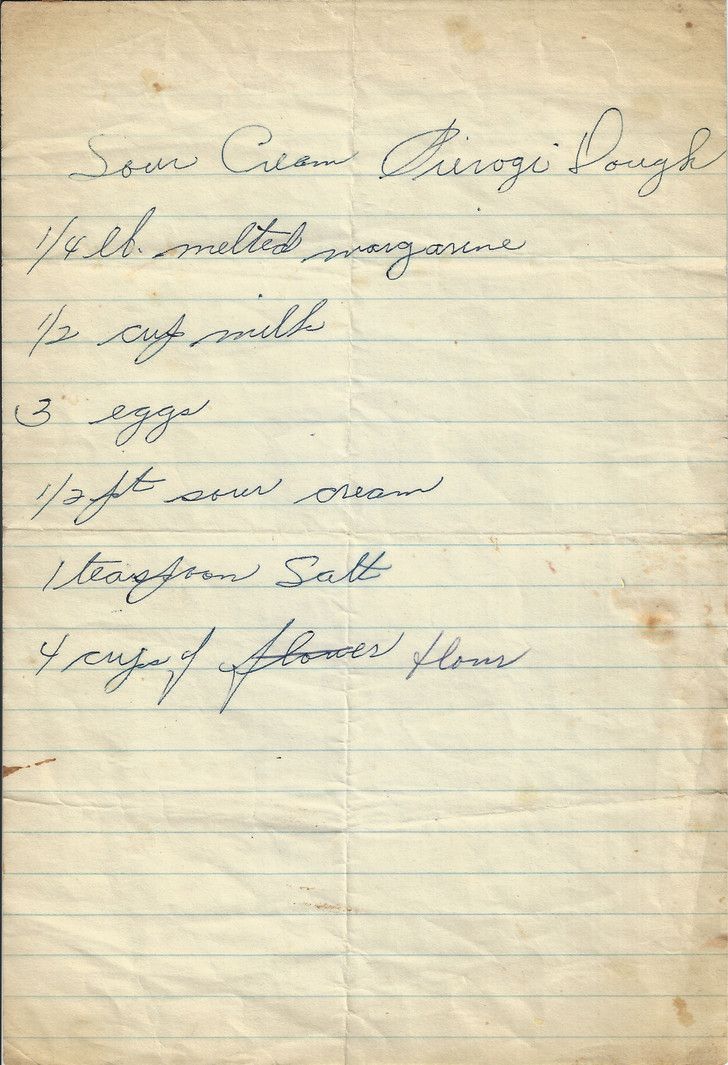 Sour Cream Pierogi Dough
1/4 lb. melted margarine
1/2 cup milk
3 eggs
1/2 pt sour cream
1 teaspoon Salt
4 cups of flower flour